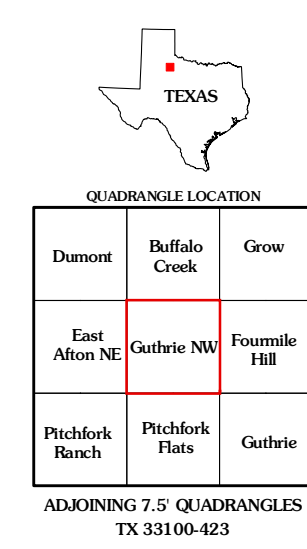 TEXAS
QUADRANGLE LOCATION
Dumont
Buffalo
Creek
Grow
East
Afton NE
Guthrie NW
Fourmile
Hill
Pitchfork
Ranch
Pitchfork
Flats
Guthrie
ADJOINING 7.5' QUADRANGLES
TX 33100-423